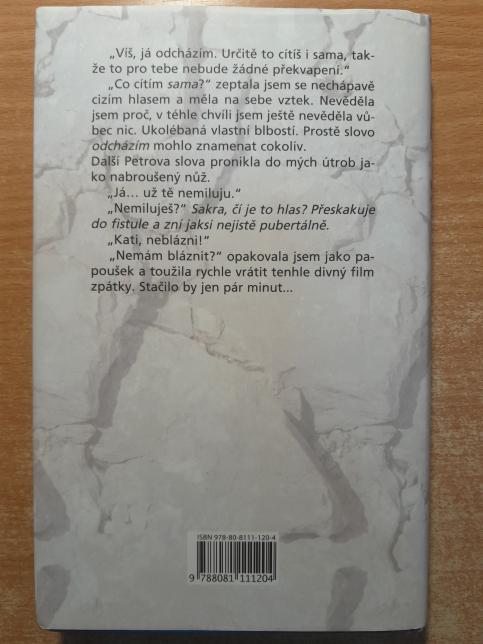 „Víš, já odcházím. Určitě to cítíš i sama, tak-
že to pro tebe nebude žádné překvapení.“
„Co cítím sama?“ zeptala jsem se nechápavě
cizím hlasem a měla na sebe vztek. Nevěděla
jsem proč, v téhle chvíli jsem ještě nevěděla vů-
bec nic. Ukolébaná vlastní blbostí. Prostě slovo
odcházím mohlo znamenat cokoliv.
Další Petrova slova pronikla do mých útrob ja-
ko nabroušený nůž.
„Já... už tě nemiluju.“
„Nemiluješ?“ Sakra, čí je to hlas? Přeskakuje
do fistule a zní jaksi nejistě pubertálně.
„Kati, neblázni!“
„Nemám bláznit?“ opakovala jsem jako pa-
poušek a toužila rychle vrátit tenhle divný film
zpátky. Stačilo by jen pár minut...
ISBN 978-80-8111-120-4
9 788081 111204